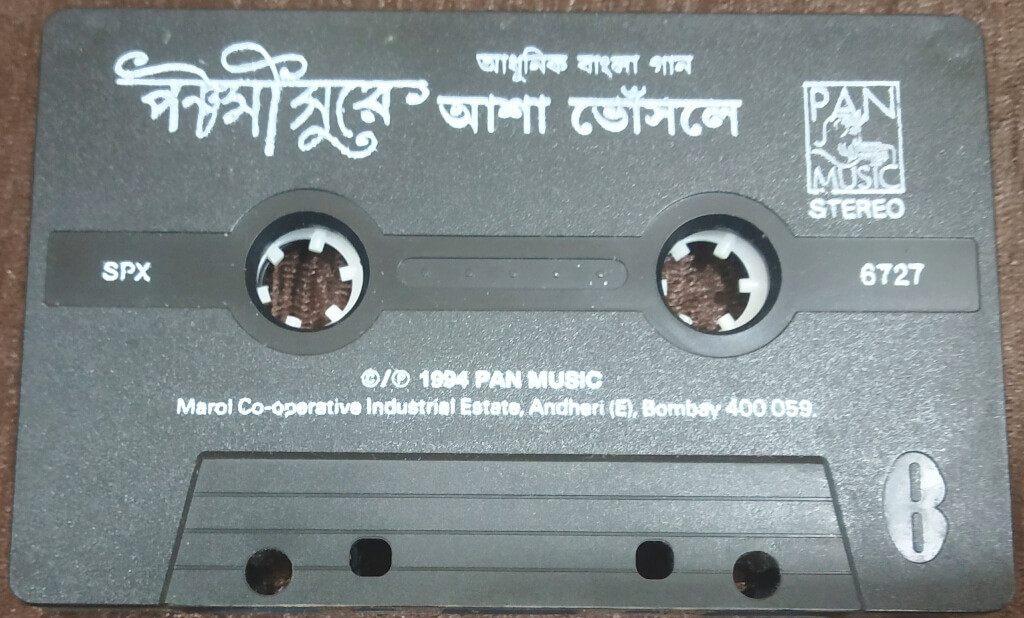 পঞ্চমী সুরে
আধুনিক বাংলা গান
আশা ভোঁসলে
PAN
MUSIC
STEREO
SPX
6727
©/℗ 1994 PAN MUSIC
Marol Co-operative Industrial Estate, Andheri (E), Bombay 400 059.
B